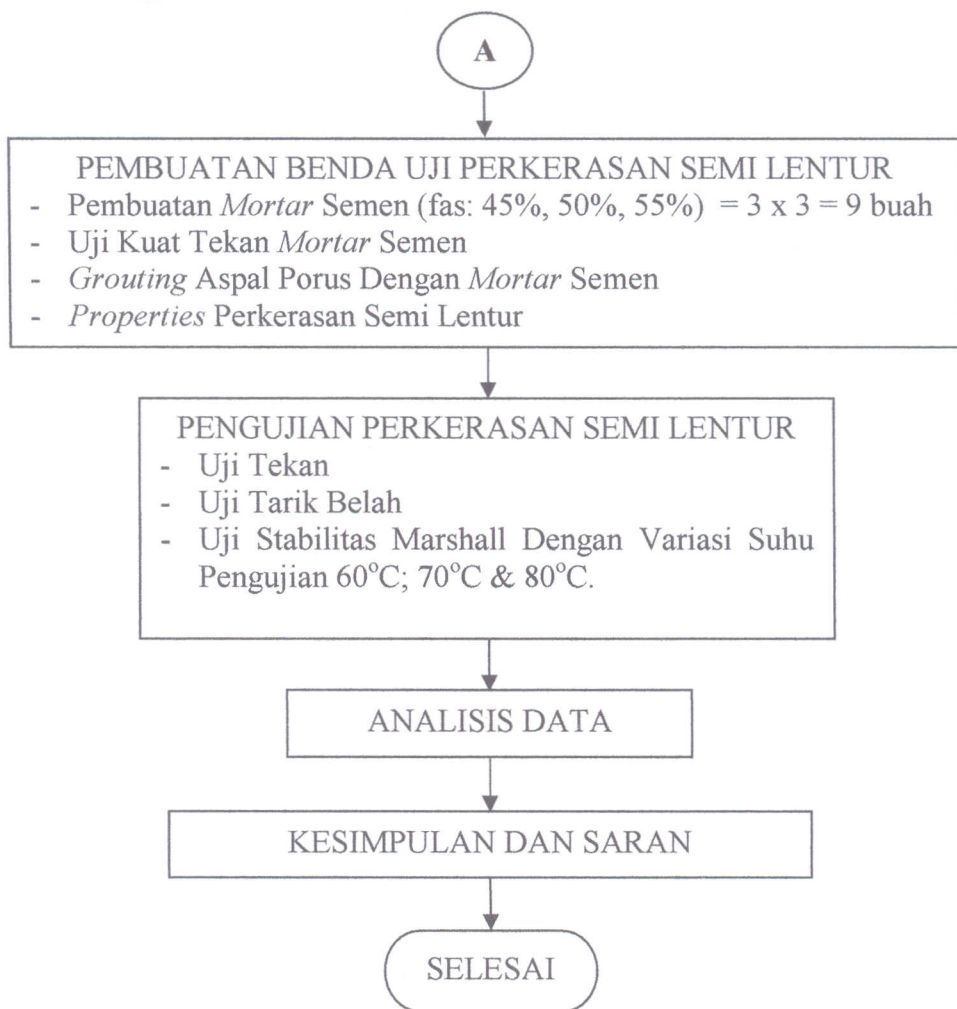 A
PEMBUATAN BENDA UJI PERKERASAN SEMI LENTUR
- Pembuatan Mortar Semen (fas: 45%, 50%, 55%) = 3 x 3 = 9 buah
- Uji Kuat Tekan Mortar Semen
- Grouting Aspal Porus Dengan Mortar Semen
- Properties Perkerasan Semi Lentur
PENGUJIAN PERKERASAN SEMI LENTUR
- Uji Tekan
- Uji Tarik Belah
- Uji Stabilitas Marshall Dengan Variasi Suhu
Pengujian 60°C; 70°C & 80°C.
ANALISIS DATA
KESIMPULAN DAN SARAN
SELESAI